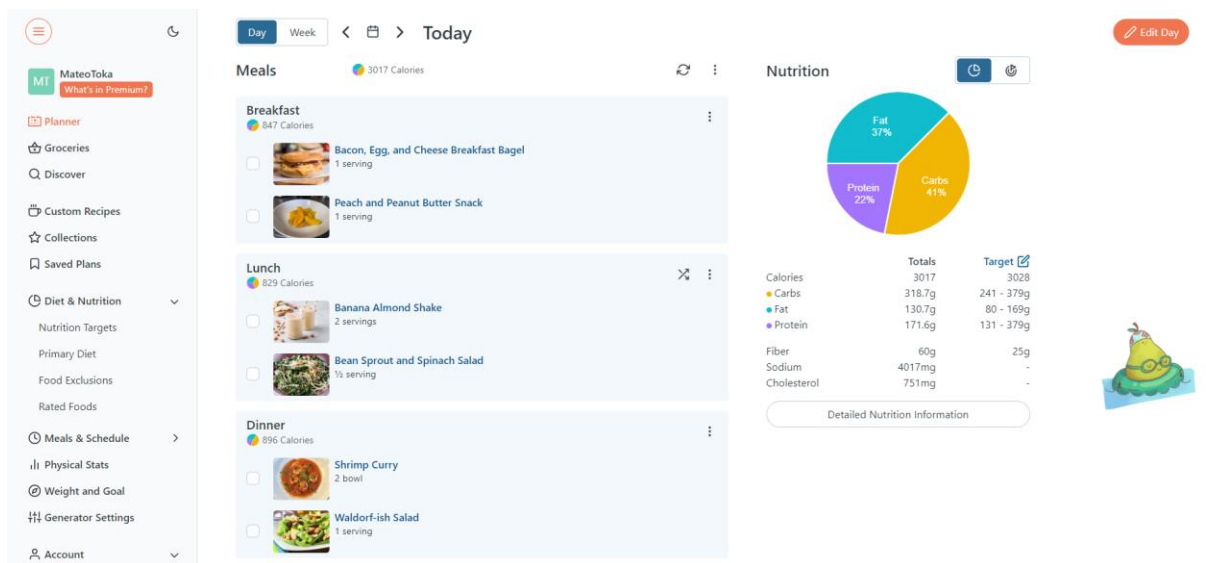 MT
MateoToka
What's in Premium?
Planner
Groceries
Discover
Custom Recipes
Collections
Saved Plans
Diet & Nutrition
Nutrition Targets
Primary Diet
Food Exclusions
Rated Foods
Meals & Schedule
Physical Stats
Weight and Goal
Generator Settings
Account
Day Week Today
Edit Day
Meals 3017 Calories
Breakfast
847 Calories
Bacon, Egg, and Cheese Breakfast Bagel
1 serving
Peach and Peanut Butter Snack
1 serving
Lunch
829 Calories
Banana Almond Shake
2 servings
Bean Sprout and Spinach Salad
½ serving
Dinner
896 Calories
Shrimp Curry
2 bowl
Waldorf-ish Salad
1 serving
Nutrition
Fat
37%
Carbs
41%
Protein
22%
Totals Target
Calories 3017 3028
Carbs 318.7g 241 - 379g
Fat 130.7g 80 - 169g
Protein 171.6g 131 - 379g
Fiber 60g 25g
Sodium 4017mg -
Cholesterol 751mg -
Detailed Nutrition Information